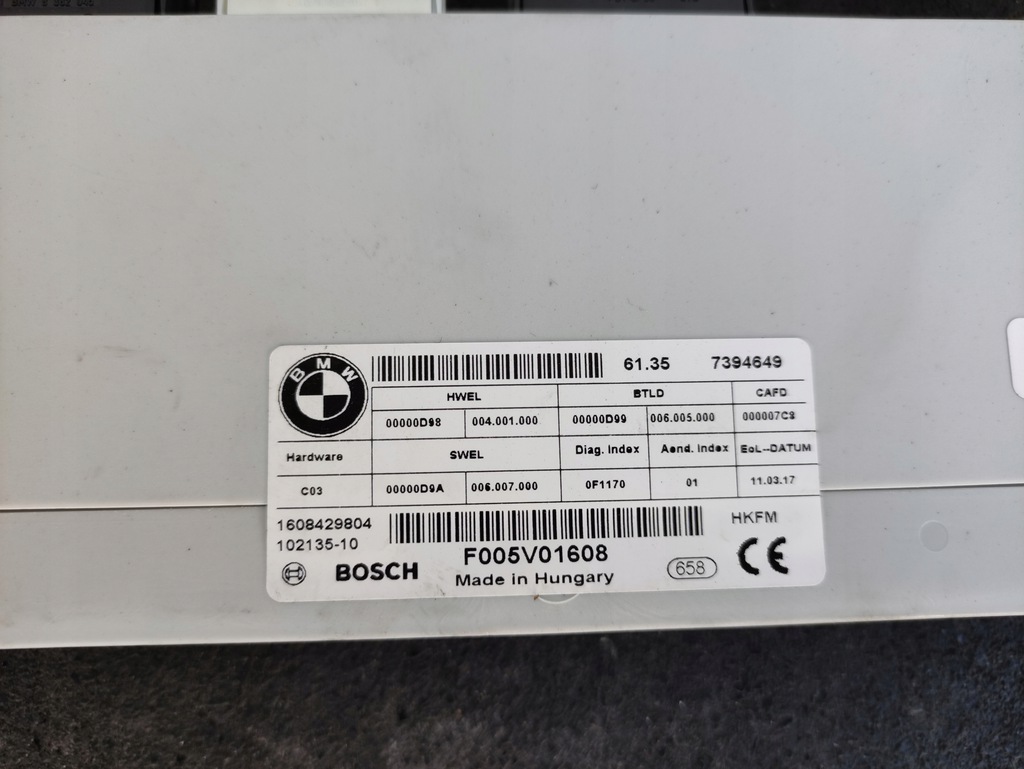 BMW
61.35 7394649
HWEL BTLD CAFD
00000D98 004.001.000 00000D99 006.005.000 000007C8
Hardware SWEL Diag. Index Aend. Index EoL--DATUM
C03 00000D9A 006.007.000 0F1170 01 11.03.17
1608429804 HKFM
102135-10
F005V01608
BOSCH Made in Hungary 658 CE